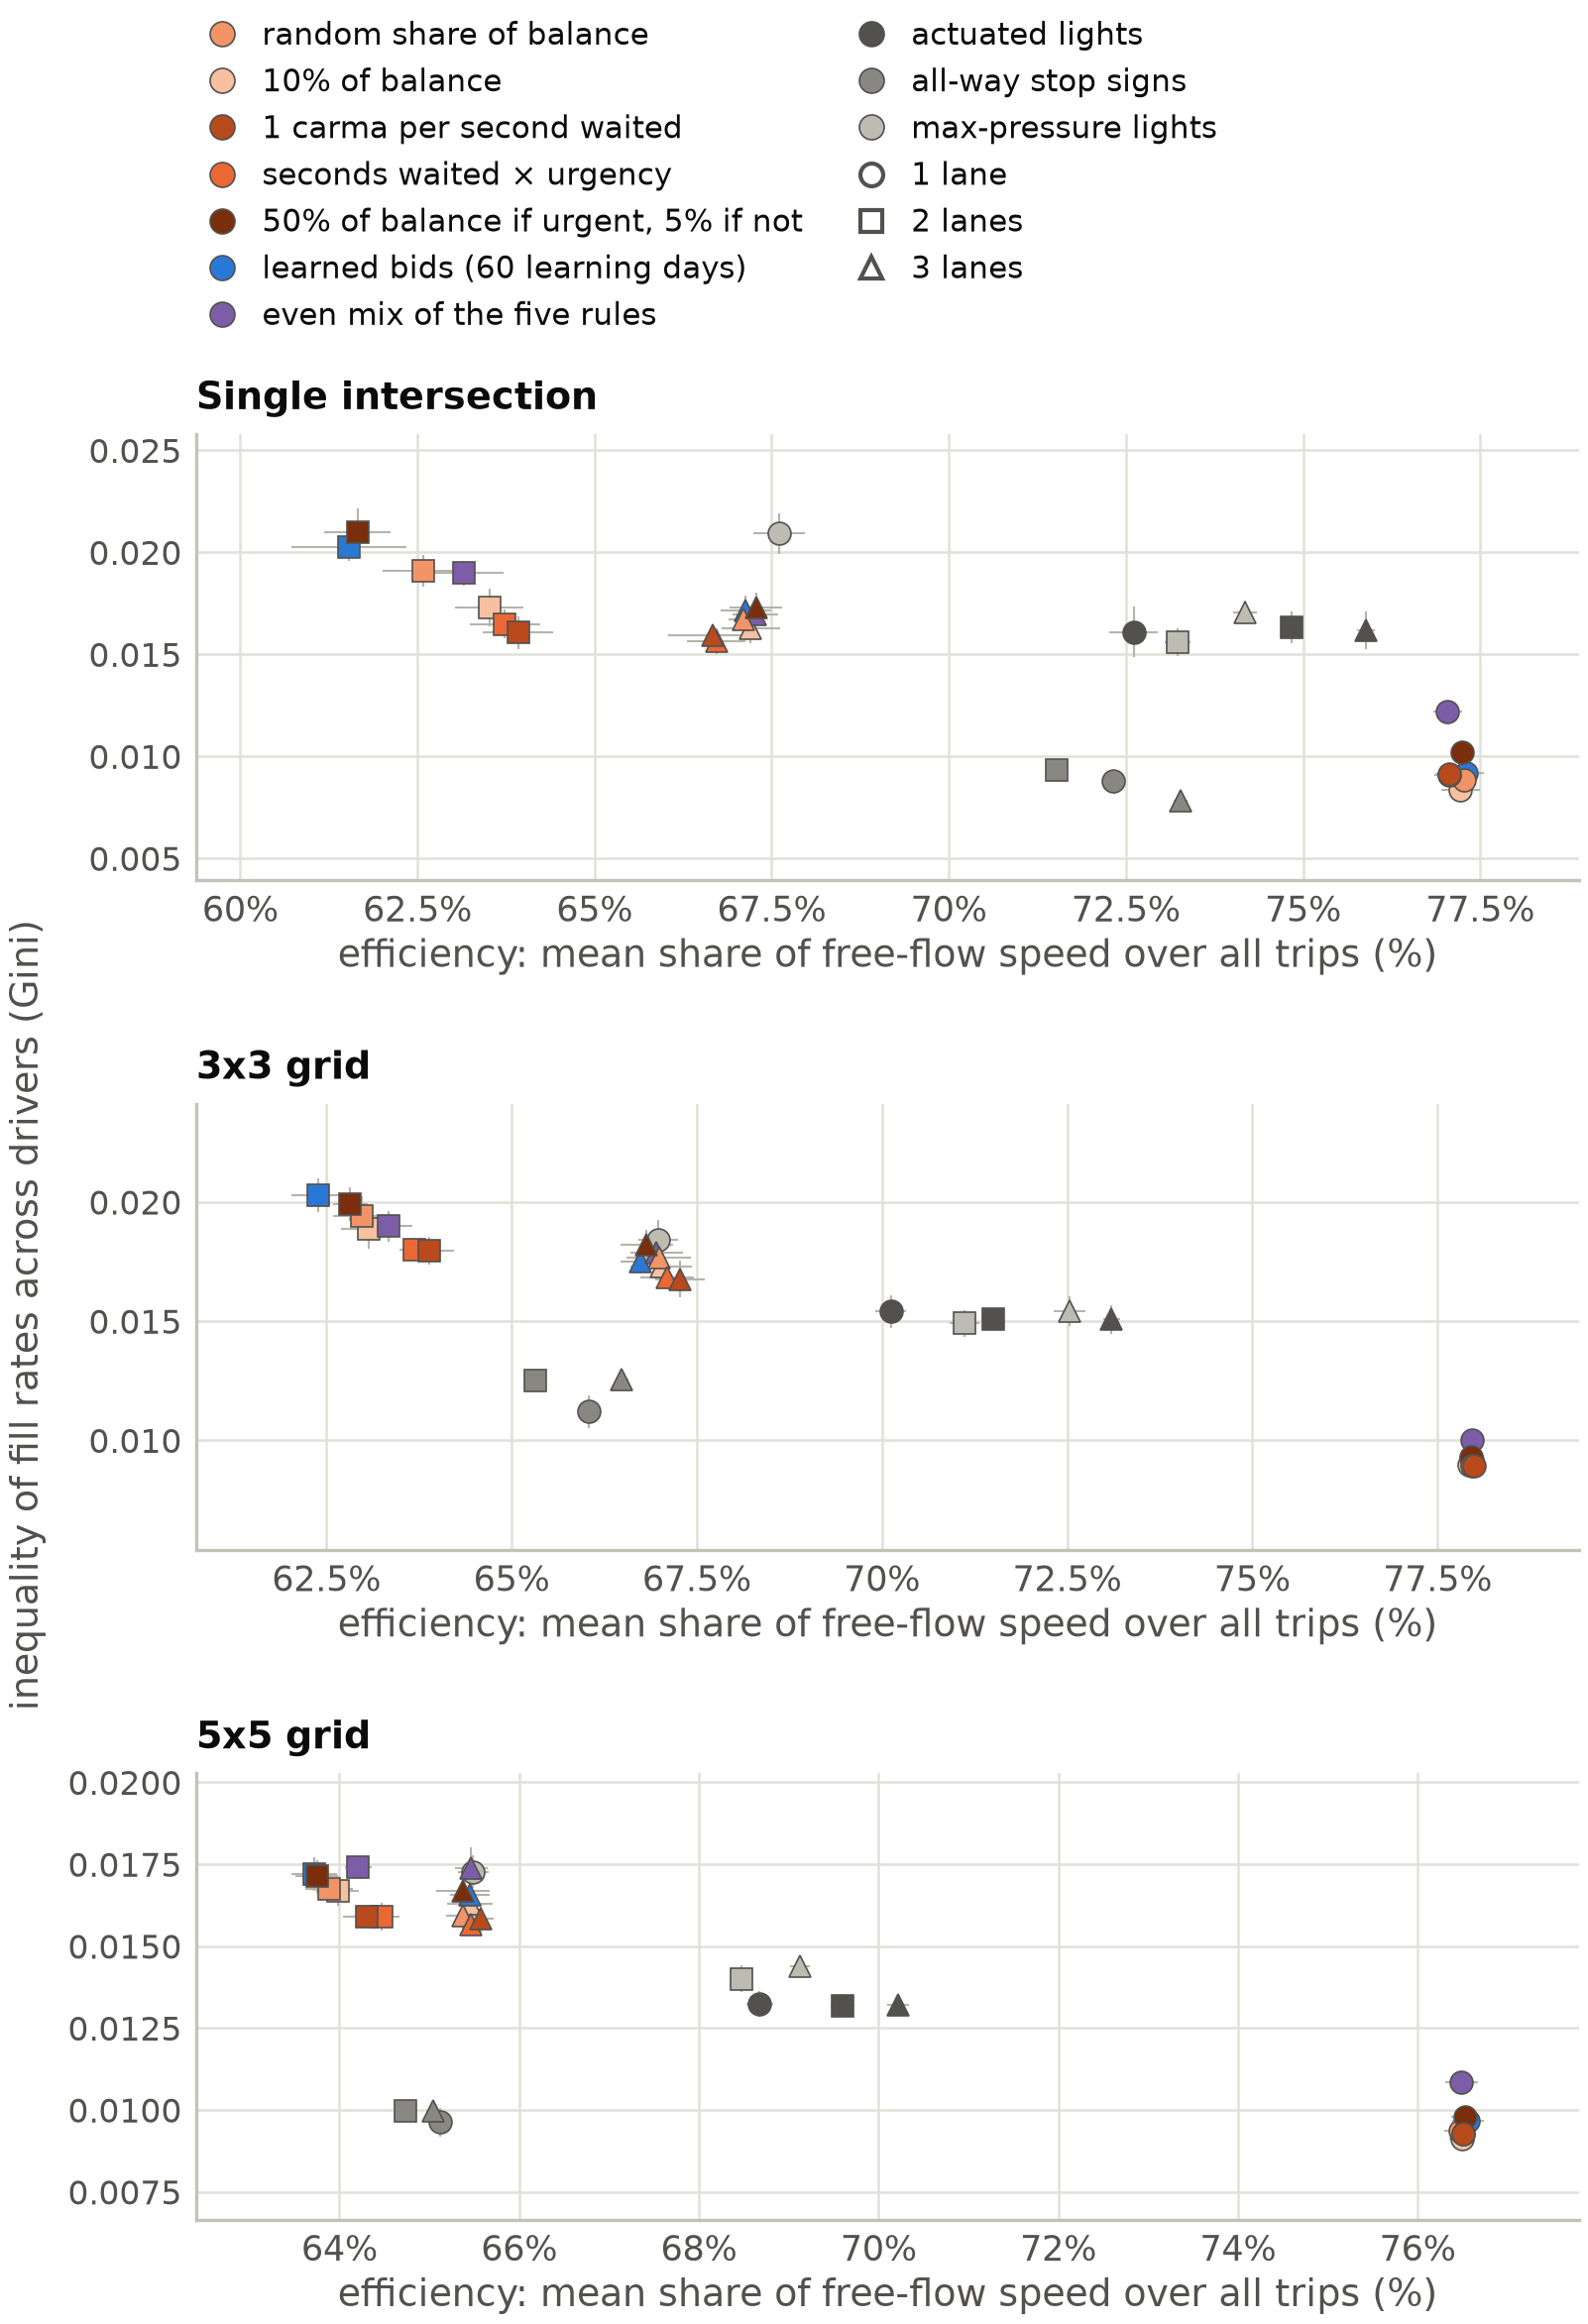 random share of balance
10% of balance
1 carma per second waited
seconds waited × urgency
50% of balance if urgent, 5% if not
learned bids (60 learning days)
even mix of the five rules
actuated lights
all-way stop signs
max-pressure lights
1 lane
2 lanes
3 lanes
inequality of fill rates across drivers (Gini)
Single intersection
0.025
0.020
0.015
0.010
0.005
60% 62.5% 65% 67.5% 70% 72.5% 75% 77.5%
efficiency: mean share of free-flow speed over all trips (%)
3x3 grid
0.020
0.015
0.010
62.5% 65% 67.5% 70% 72.5% 75% 77.5%
efficiency: mean share of free-flow speed over all trips (%)
5x5 grid
0.0200
0.0175
0.0150
0.0125
0.0100
0.0075
64% 66% 68% 70% 72% 74% 76%
efficiency: mean share of free-flow speed over all trips (%)